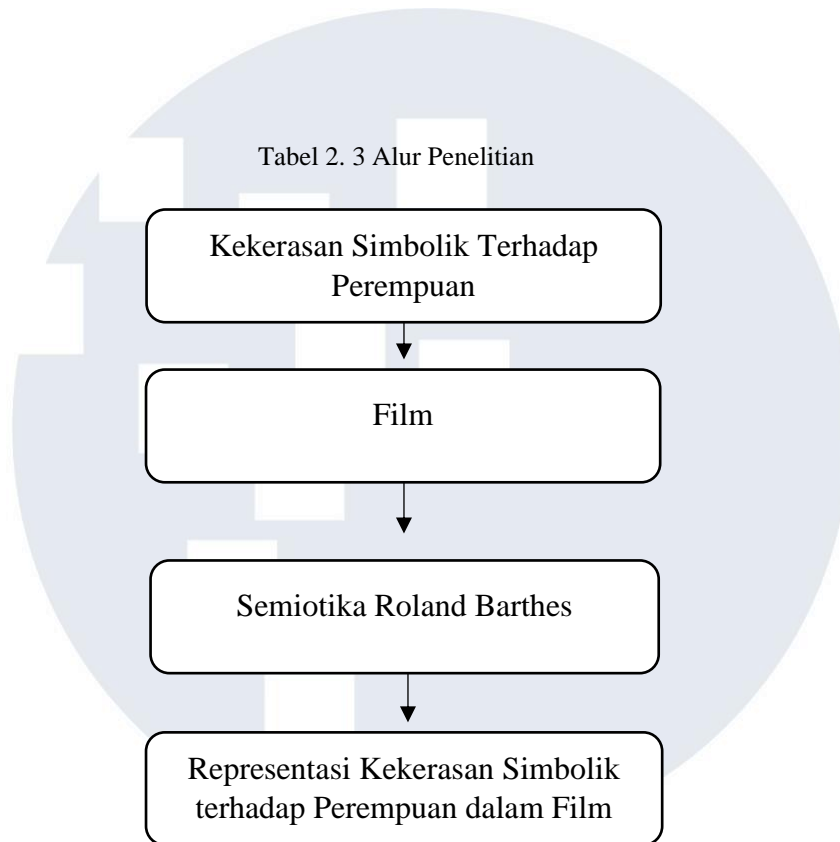 Tabel 2. 3 Alur Penelitian
Kekerasan Simbolik Terhadap
Perempuan
Film
Semiotika Roland Barthes
Representasi Kekerasan Simbolik
terhadap Perempuan dalam Film